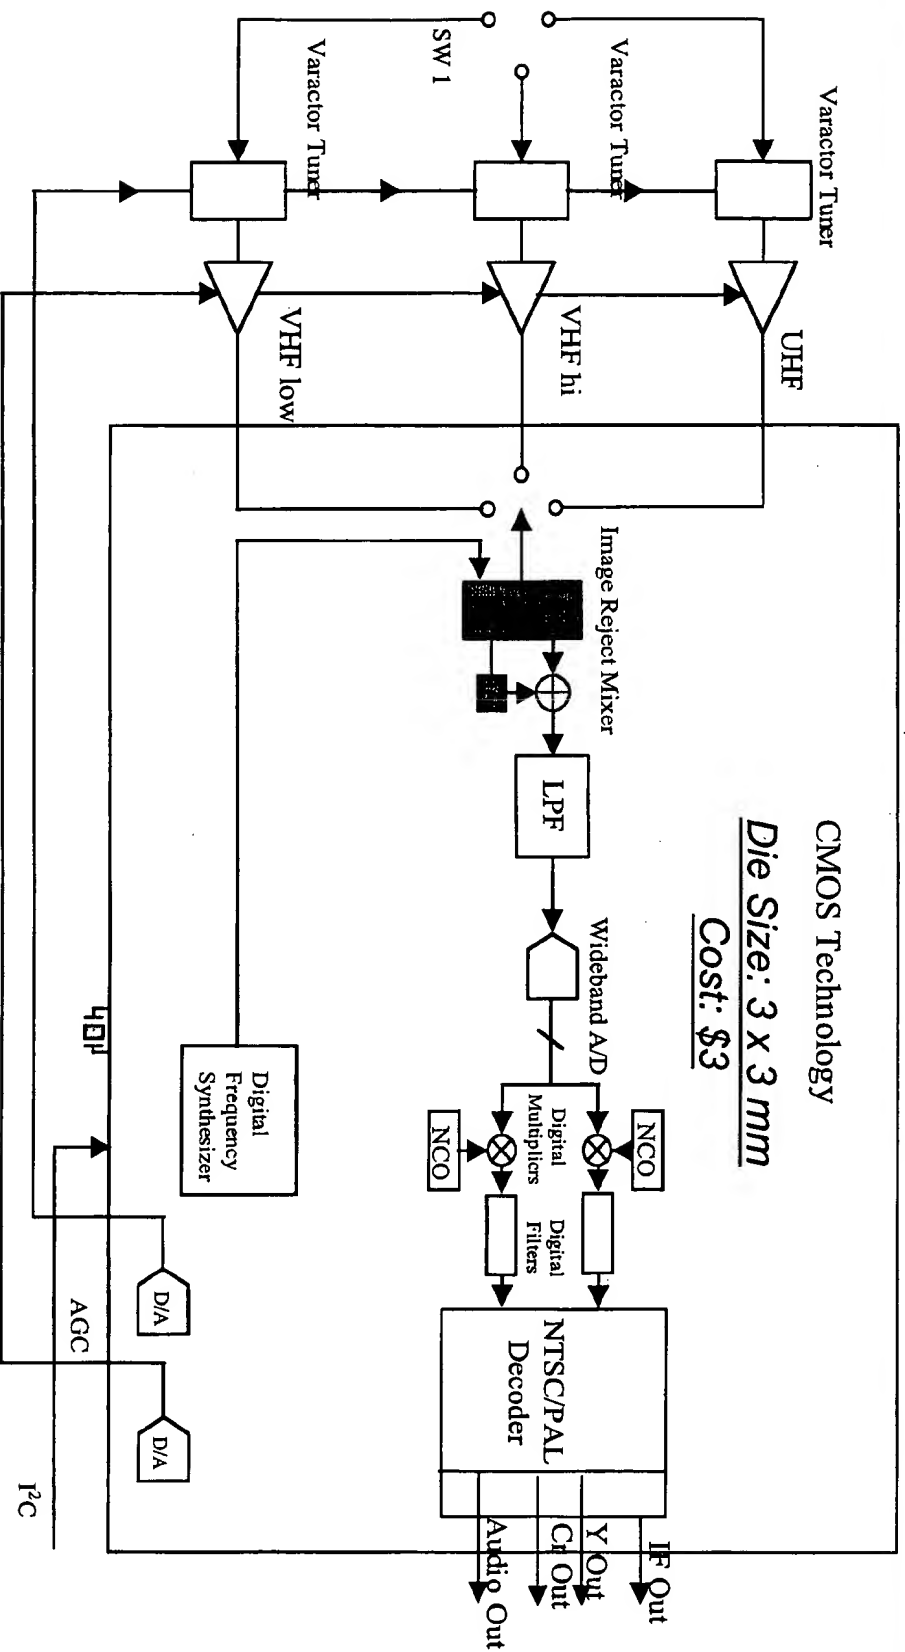 Varactor Tuner
CMOS Technology
UHF
Die Size: 3 x 3 mm
Cost: $3
Varactor Tuner
VHF hi
Image Reject Mixer
LPF
Wideband A/D
NCO
Digital
Multipliers
Digital
Filters
NCO
NTSC/PAL
Decoder
IF Out
Y Out
Cr Out
Audio Out
SW 1
Varactor Tuner
VHF low
Digital
Frequency
Synthesizer
D/A
D/A
AGC
I²C